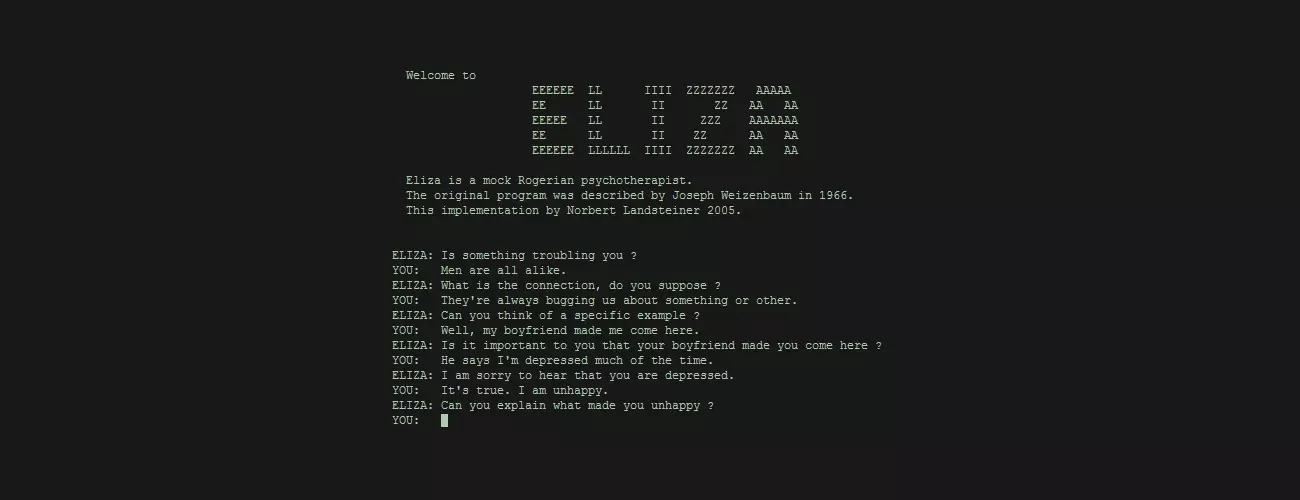 Welcome to
EEEEEE  LL      IIII  ZZZZZZZ   AAAAA
EE      LL       II       ZZ   AA   AA
EEEEE   LL       II     ZZZ    AAAAAAA
EE      LL       II    ZZ      AA   AA
EEEEEE  LLLLLL  IIII  ZZZZZZZ  AA   AA
Eliza is a mock Rogerian psychotherapist.
The original program was described by Joseph Weizenbaum in 1966.
This implementation by Norbert Landsteiner 2005.
ELIZA: Is something troubling you ?
YOU:   Men are all alike.
ELIZA: What is the connection, do you suppose ?
YOU:   They're always bugging us about something or other.
ELIZA: Can you think of a specific example ?
YOU:   Well, my boyfriend made me come here.
ELIZA: Is it important to you that your boyfriend made you come here ?
YOU:   He says I'm depressed much of the time.
ELIZA: I am sorry to hear that you are depressed.
YOU:   It's true. I am unhappy.
ELIZA: Can you explain what made you unhappy ?
YOU: